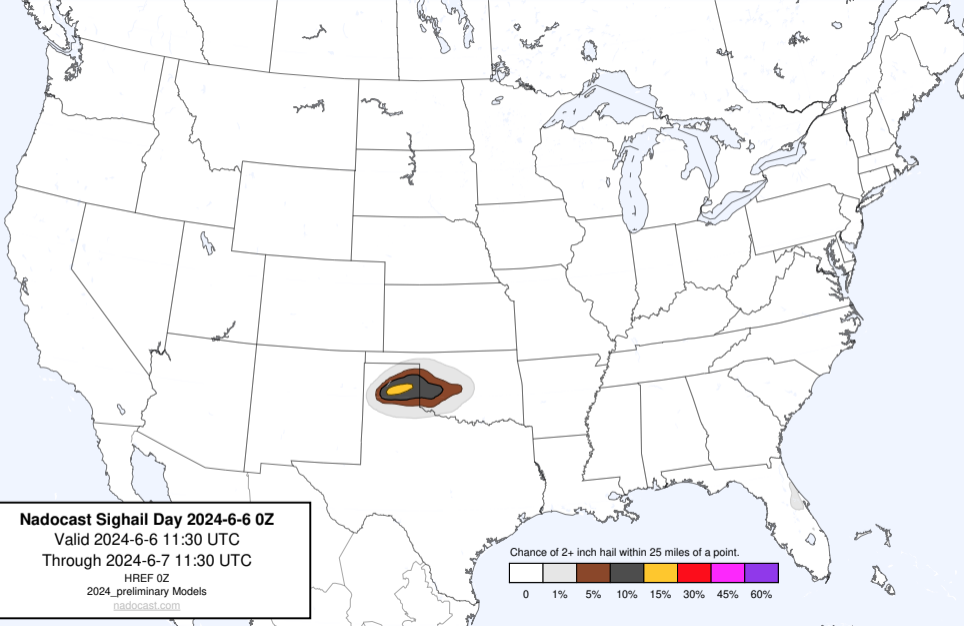 Nadocast Sighail Day 2024-6-6 0Z
Valid 2024-6-6 11:30 UTC
Through 2024-6-7 11:30 UTC
HREF 0Z
2024_preliminary Models
nadocast.com
Chance of 2+ inch hail within 25 miles of a point.
0 1% 5% 10% 15% 30% 45% 60%